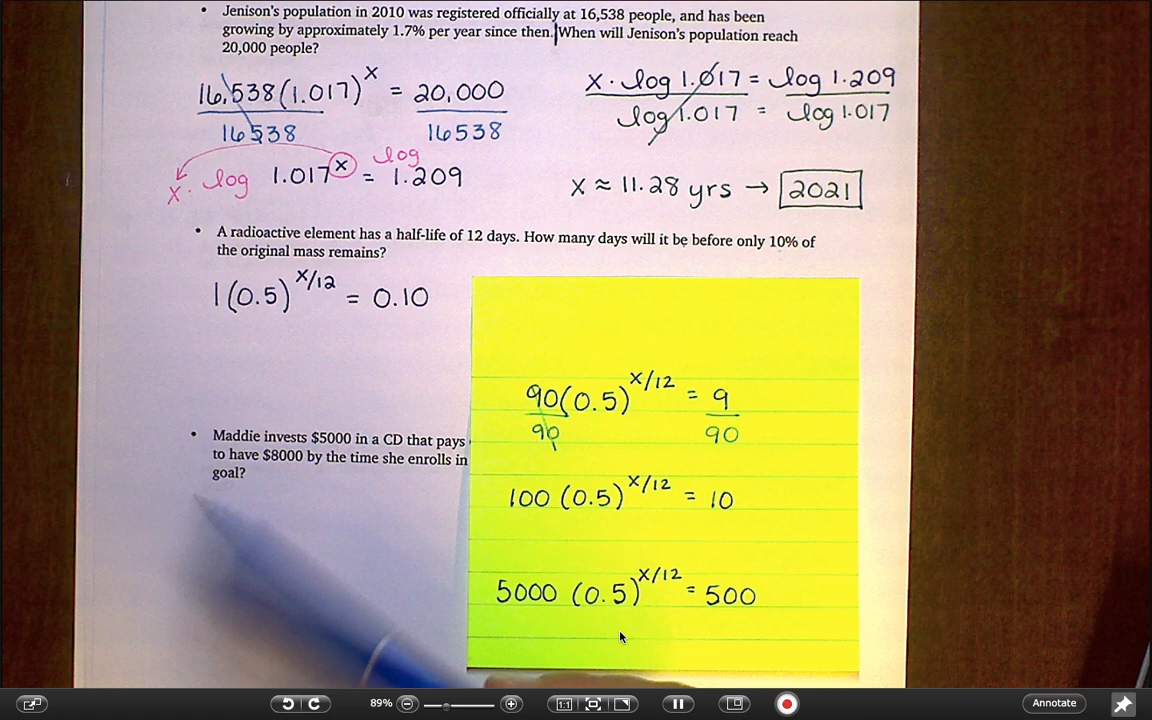 • Jenison's population in 2010 was registered officially at 16,538 people, and has been
growing by approximately 1.7% per year since then. When will Jenison's population reach
20,000 people?
16,538(1.017)^x = 20,000
16538 16538
x· log 1.017^x = log 1.209
x · log 1.017 = log 1.209
log 1.017 = log 1.017
x ≈ 11.28 yrs → 2021
• A radioactive element has a half-life of 12 days. How many days will it be before only 10% of
the original mass remains?
1(0.5)^x/12 = 0.10
90(0.5)^x/12 = 9
90 90
100 (0.5)^x/12 = 10
5000 (0.5)^x/12 = 500
• Maddie invests $5000 in a CD that pays
to have $8000 by the time she enrolls in
goal?
89%
1:1
Annotate